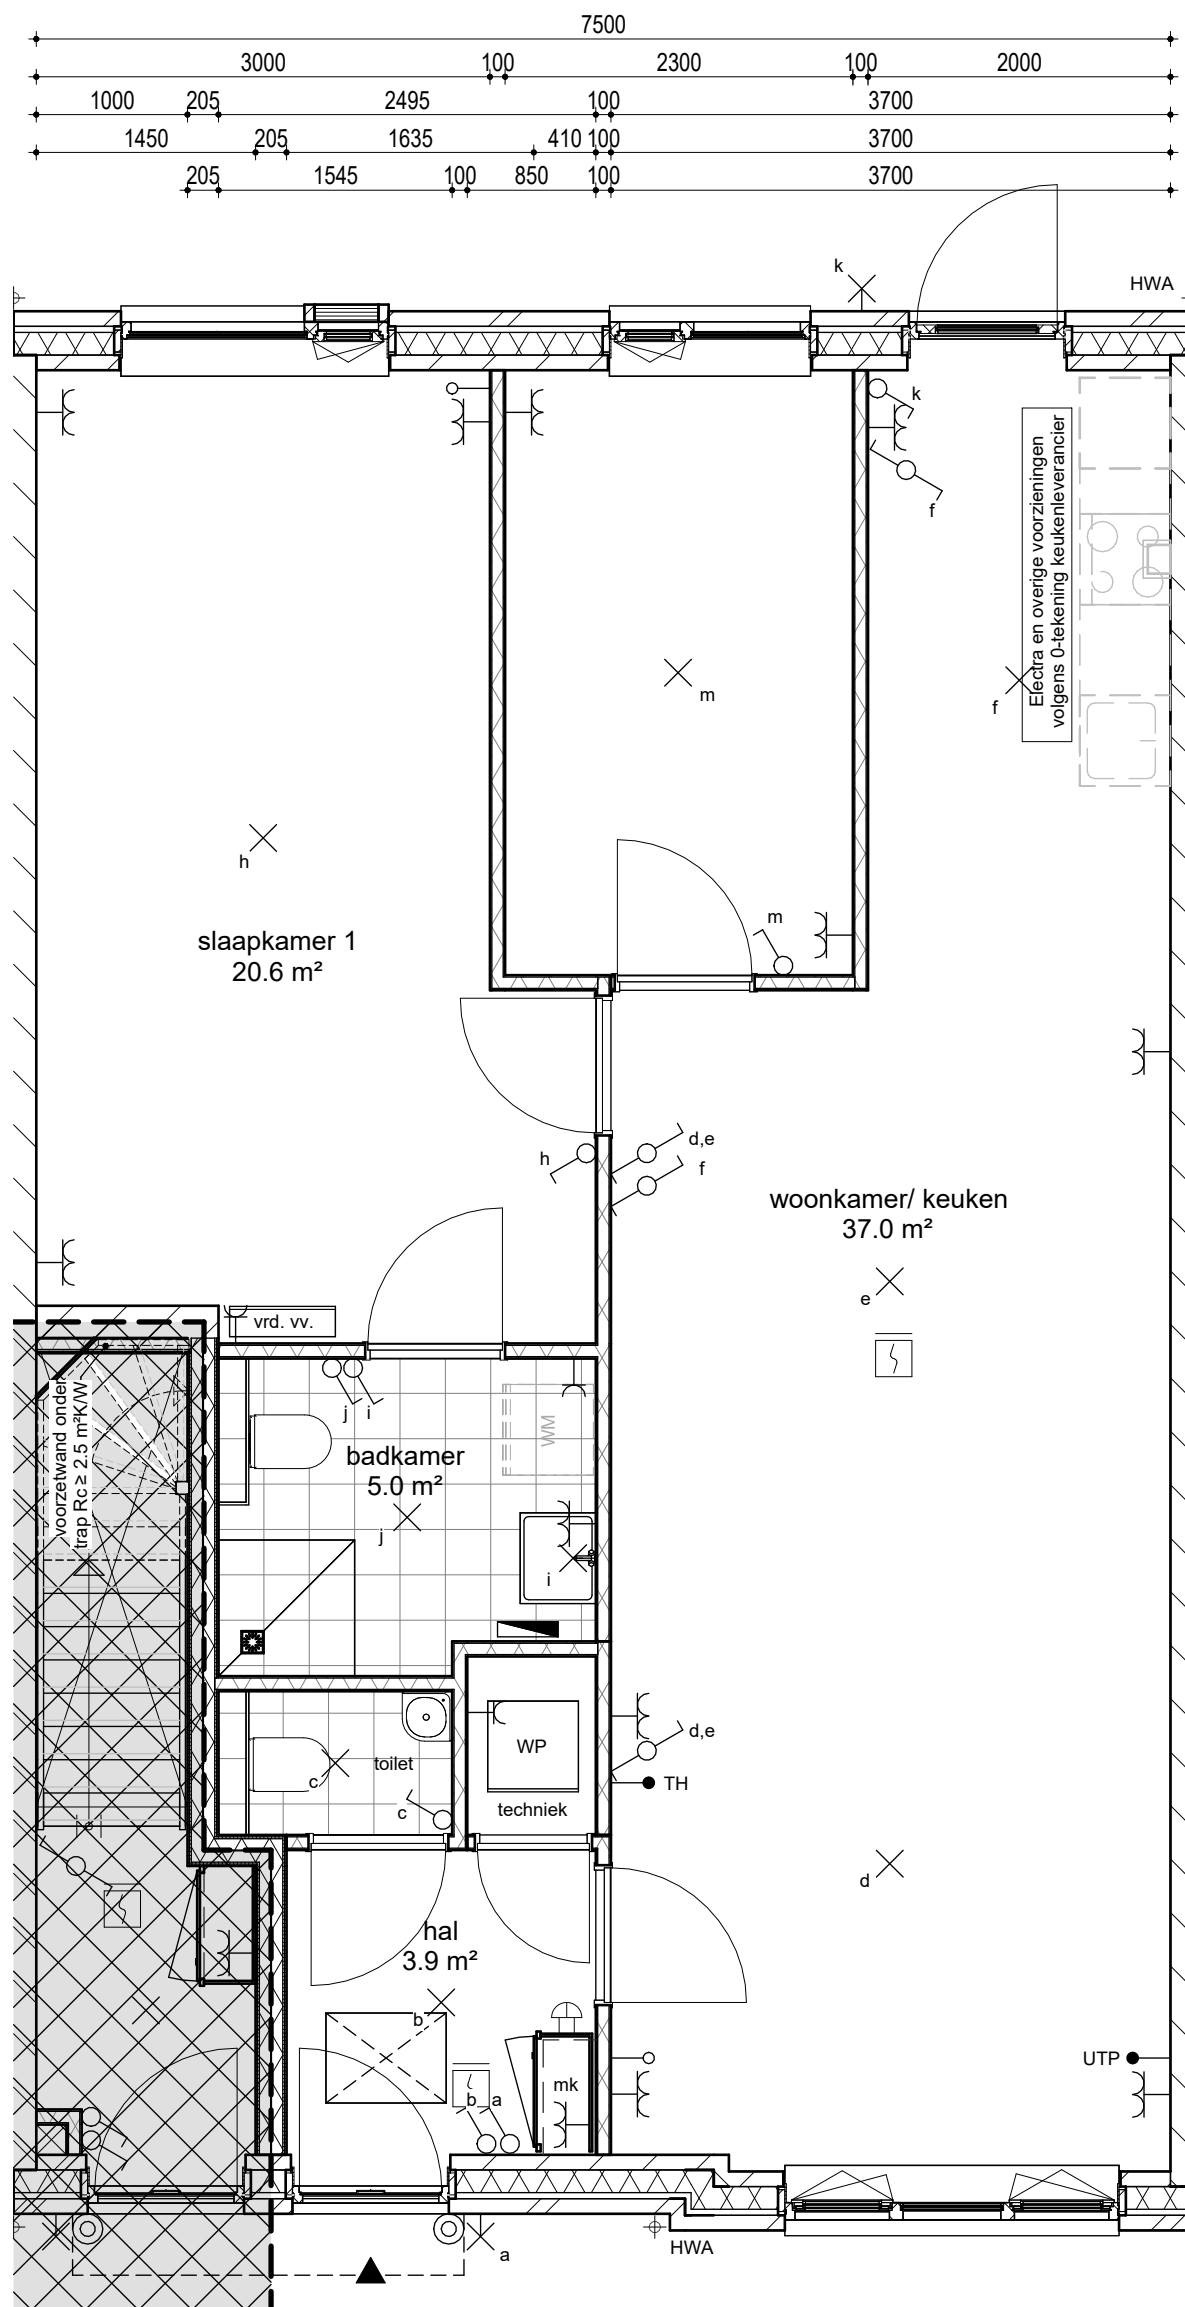 7500
3000 100 2300 100 2000
1000 205 2495 100 3700
1450 205 1635 410 100 3700
205 1545 100 850 100 3700
k
HWA
k
f
Electra en overige voorzieningen
volgens 0-tekening keukenleverancier
m
f
h
m
slaapkamer 1
20.6 m²
h
d,e
f
woonkamer/ keuken
37.0 m²
e
vrd. vv.
voorzetwand onder
trap Rc ≥ 2.5 m²K/W
j i
WM
badkamer
5.0 m²
j
i
WP
d,e
toilet
c
TH
c
techniek
d
hal
3.9 m²
b
UTP
mk
b a
a
HWA